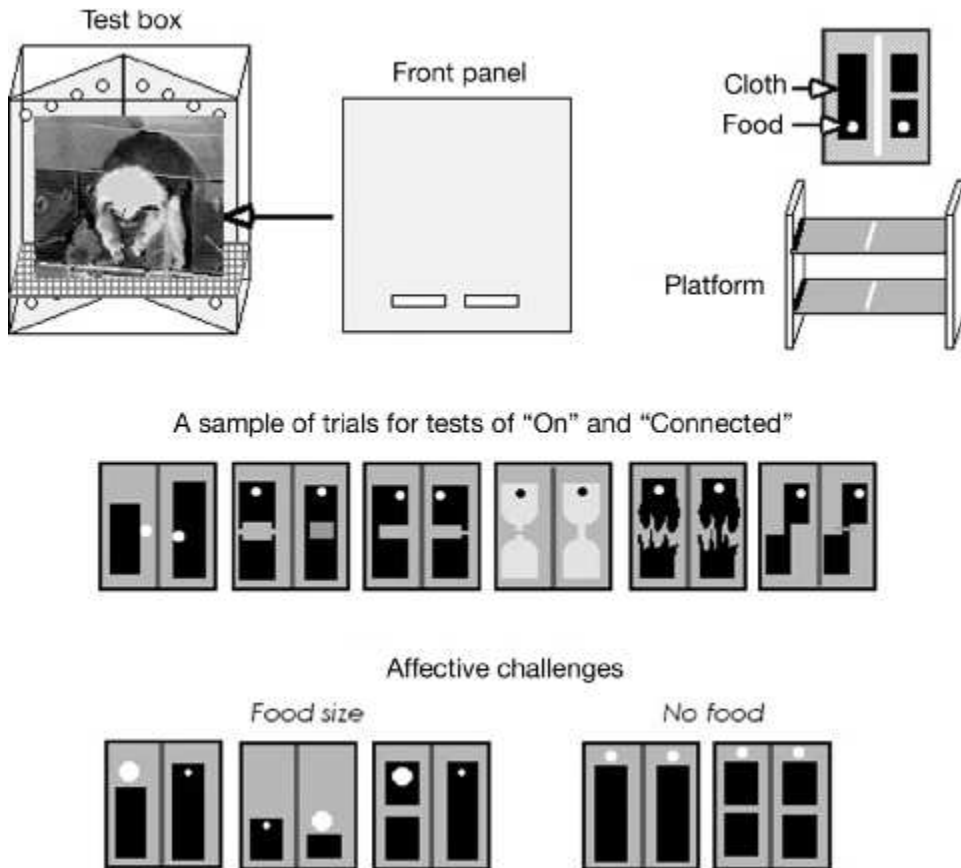 Test box
Front panel
Cloth
Food
Platform
A sample of trials for tests of “On” and “Connected”
Affective challenges
Food size
No food